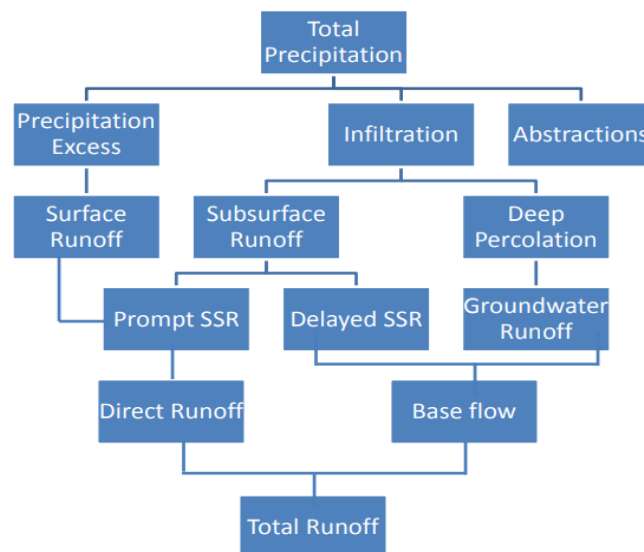 Total
Precipitation
Precipitation
Excess
Infiltration
Abstractions
Surface
Runoff
Subsurface
Runoff
Deep
Percolation
Prompt SSR
Delayed SSR
Groundwater
Runoff
Direct Runoff
Base flow
Total Runoff